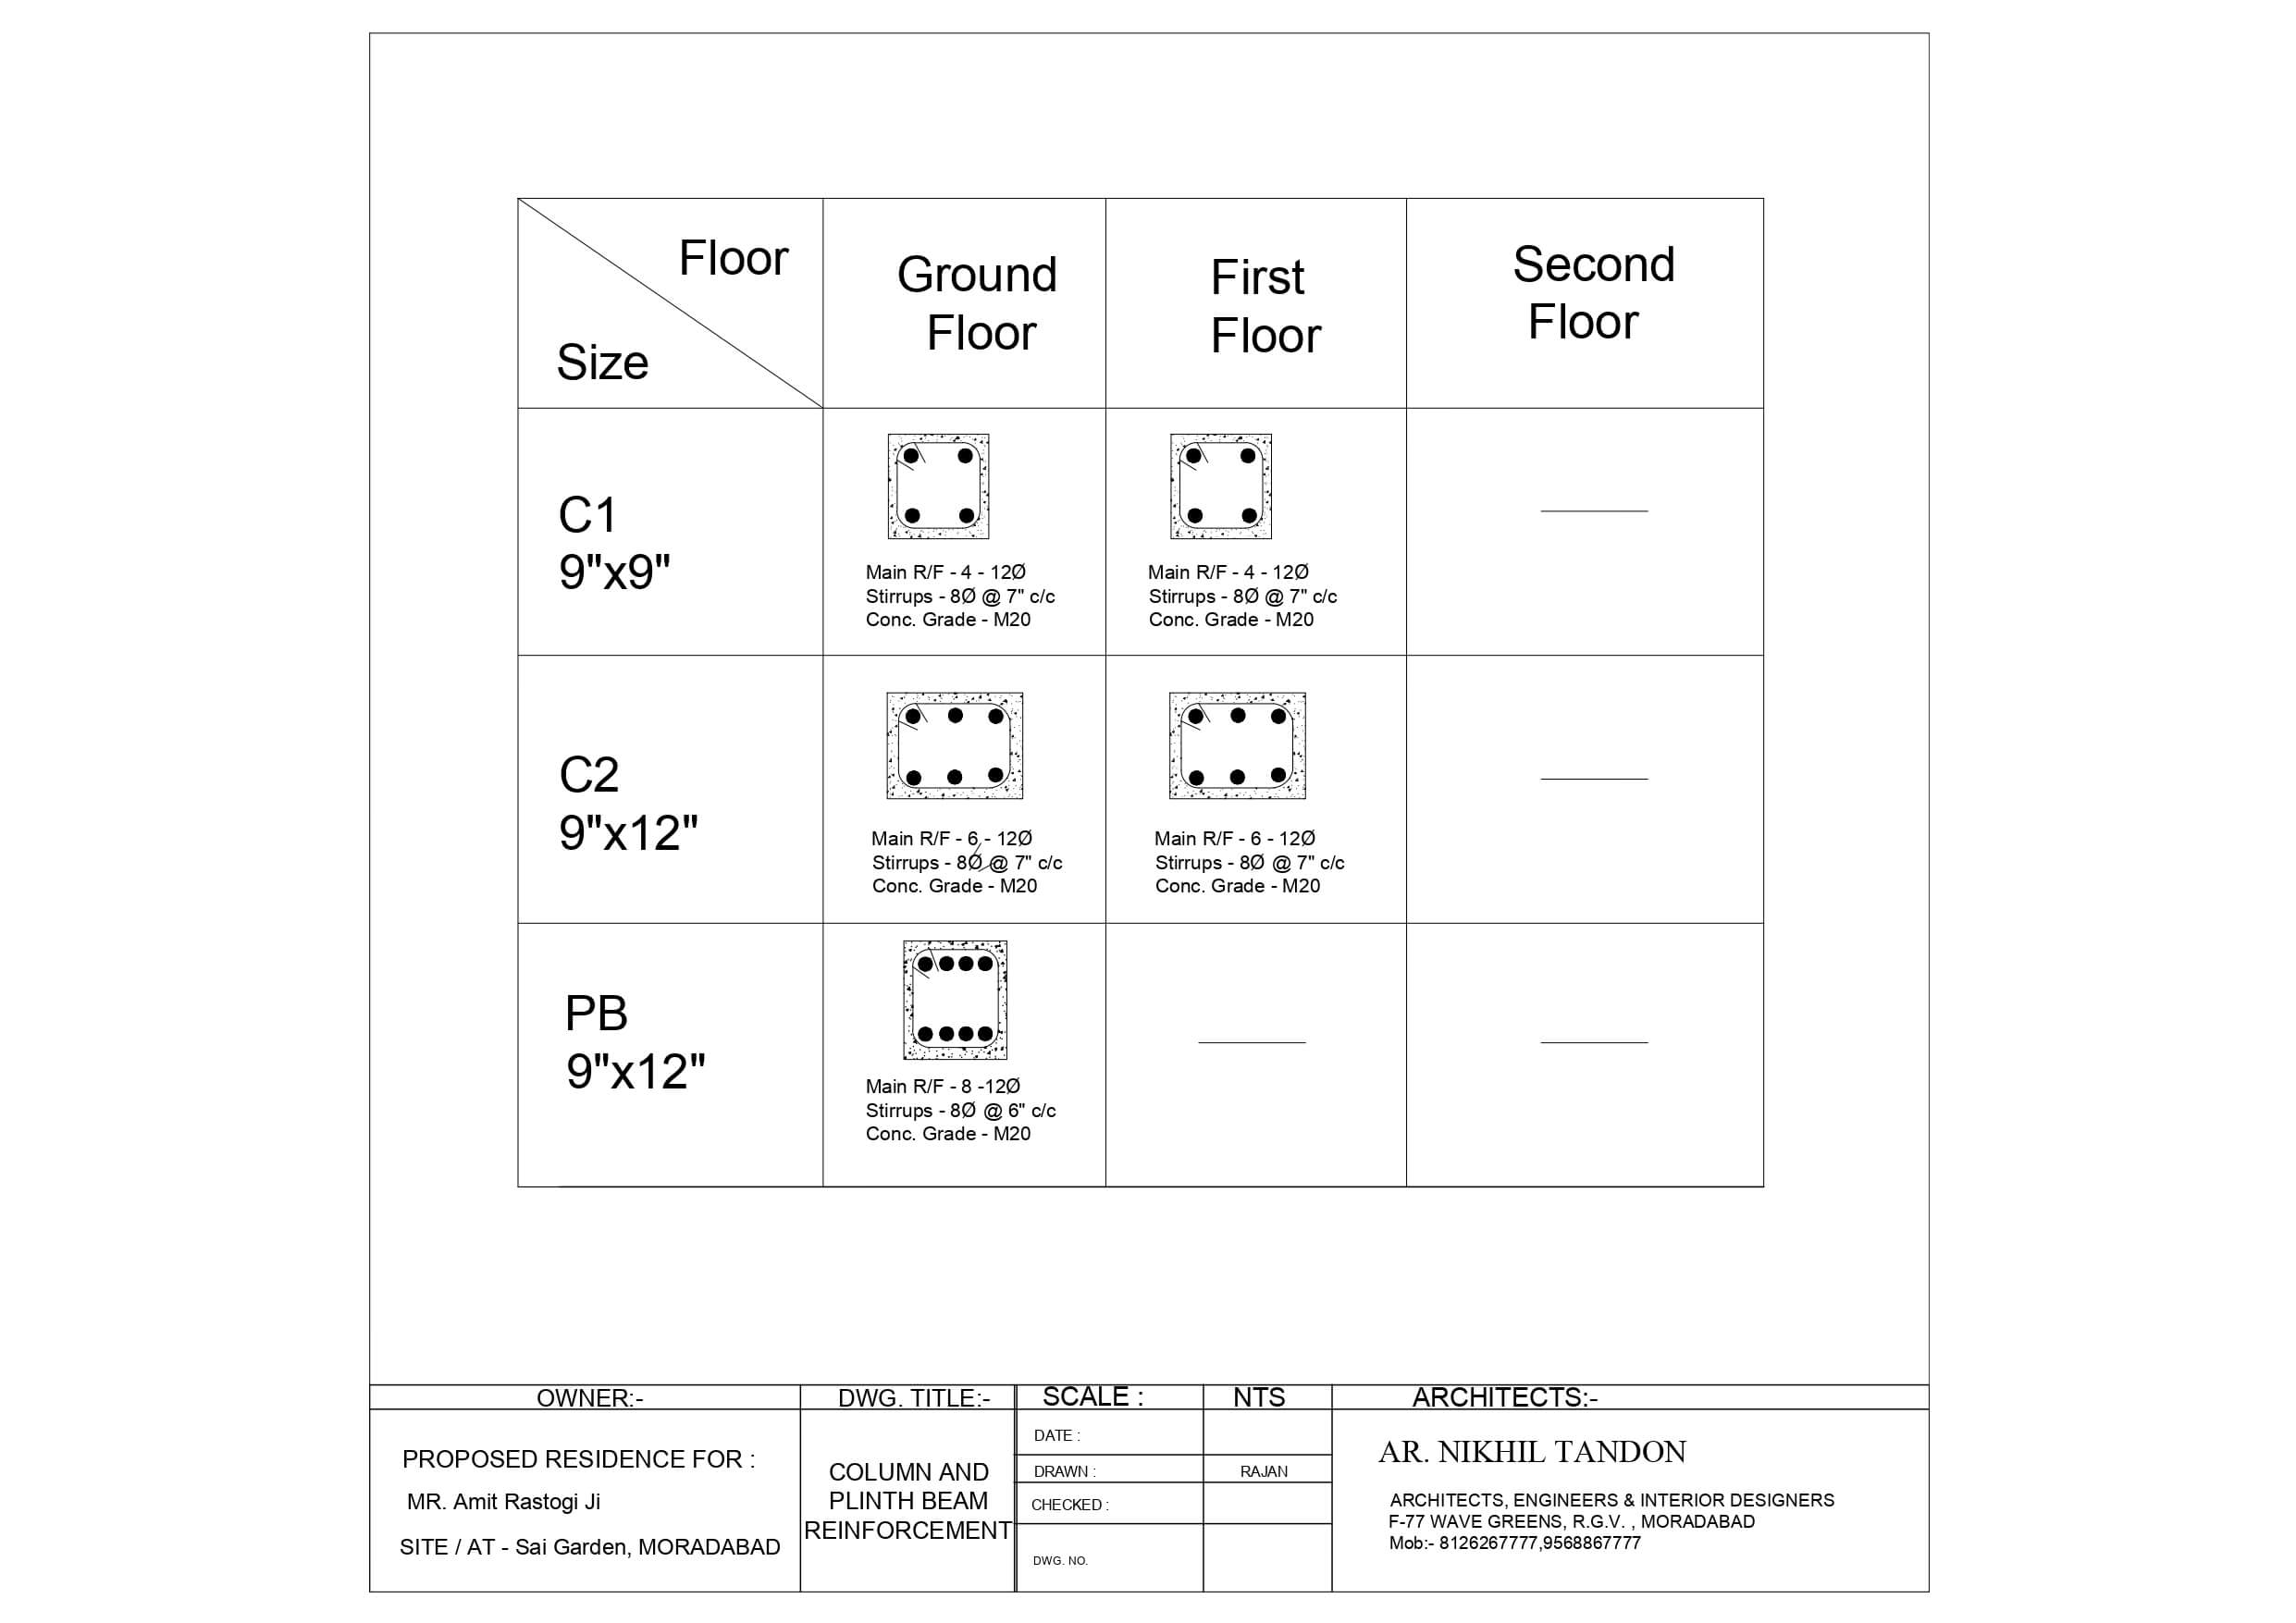 Floor
Size
Ground
Floor
First
Floor
Second
Floor
C1
9"x9"
Main R/F - 4 - 12Ø
Stirrups - 8Ø @ 7" c/c
Conc. Grade - M20
Main R/F - 4 - 12Ø
Stirrups - 8Ø @ 7" c/c
Conc. Grade - M20
C2
9"x12"
Main R/F - 6 - 12Ø
Stirrups - 8Ø @ 7" c/c
Conc. Grade - M20
Main R/F - 6 - 12Ø
Stirrups - 8Ø @ 7" c/c
Conc. Grade - M20
PB
9"x12"
Main R/F - 8 -12Ø
Stirrups - 8Ø @ 6" c/c
Conc. Grade - M20
OWNER:-
PROPOSED RESIDENCE FOR :
MR. Amit Rastogi Ji
SITE / AT - Sai Garden, MORADABAD
DWG. TITLE:-
COLUMN AND
PLINTH BEAM
REINFORCEMENT
SCALE : NTS
DATE :
DRAWN : RAJAN
CHECKED :
DWG. NO.
ARCHITECTS:-
AR. NIKHIL TANDON
ARCHITECTS, ENGINEERS & INTERIOR DESIGNERS
F-77 WAVE GREENS, R.G.V. , MORADABAD
Mob:- 8126267777,9568867777